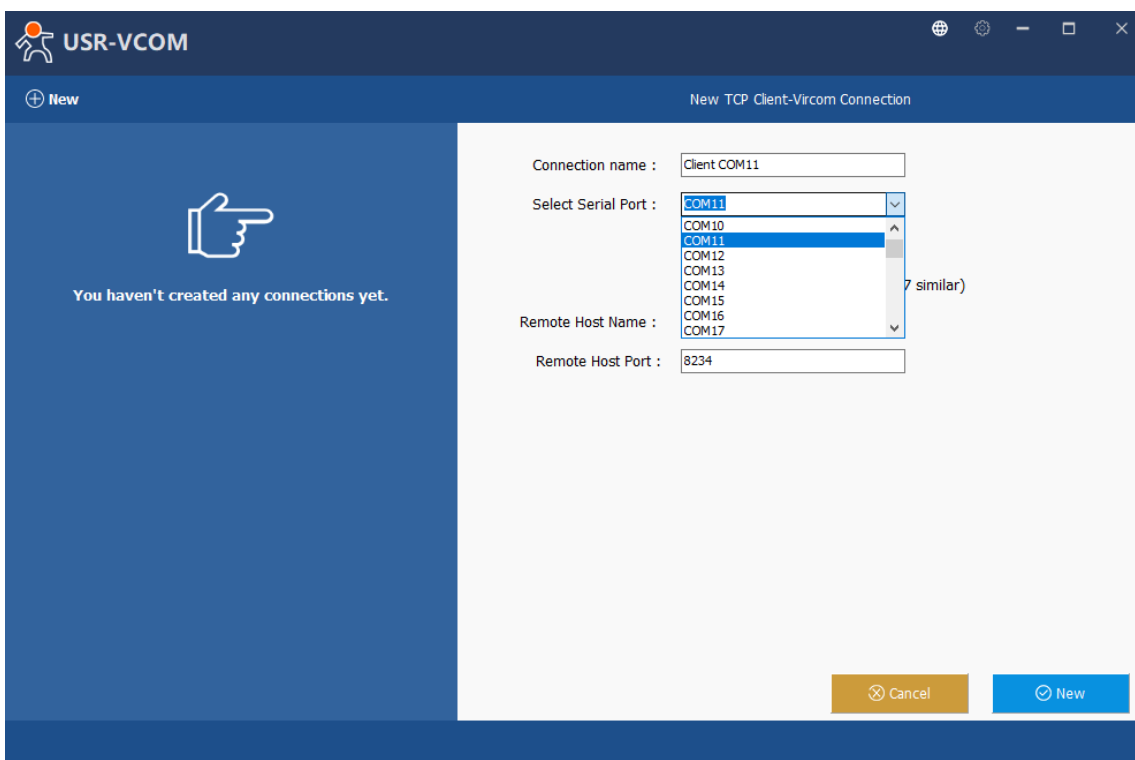 USR-VCOM
New
New TCP Client-Vircom Connection
You haven't created any connections yet.
Connection name :
Client COM11
Select Serial Port :
COM11
COM10
COM11
COM12
COM13
COM14
COM15
COM16
COM17
7 similar)
Remote Host Name :
Remote Host Port :
8234
Cancel
New